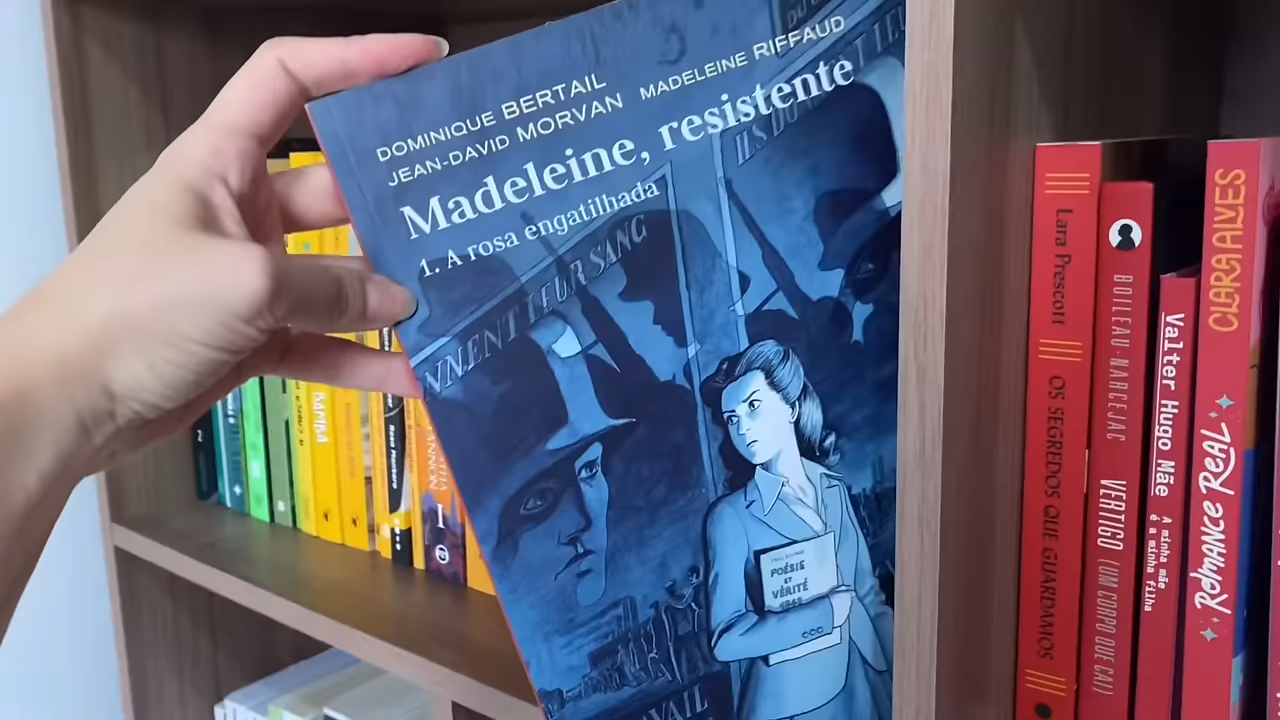 DOMINIQUE BERTAIL
JEAN-DAVID MORVAN
MADELEINE RIFFAUD
Madeleine, resistente
1. A rosa engatilhada
NNENT LEUR SANG
POÉSIE
ET
VÉRITÉ
1942
VAIL
BAMBA
I
Lara Prescott
OS SEGREDOS QUE GUARDAMOS
BOILEAU-NARCEJAC
VERTIGO (UM CORPO QUE CAI)
Valter Hugo Mãe
A minha mãe
é a minha filha
CLARA ALVES
ROMANCE REAL